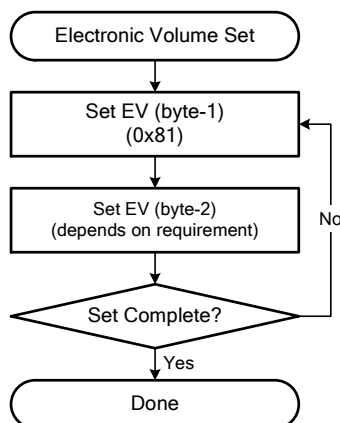 Electronic Volume Set
Set EV (byte-1)
(0x81)
Set EV (byte-2)
(depends on requirement)
No
Set Complete?
Yes
Done